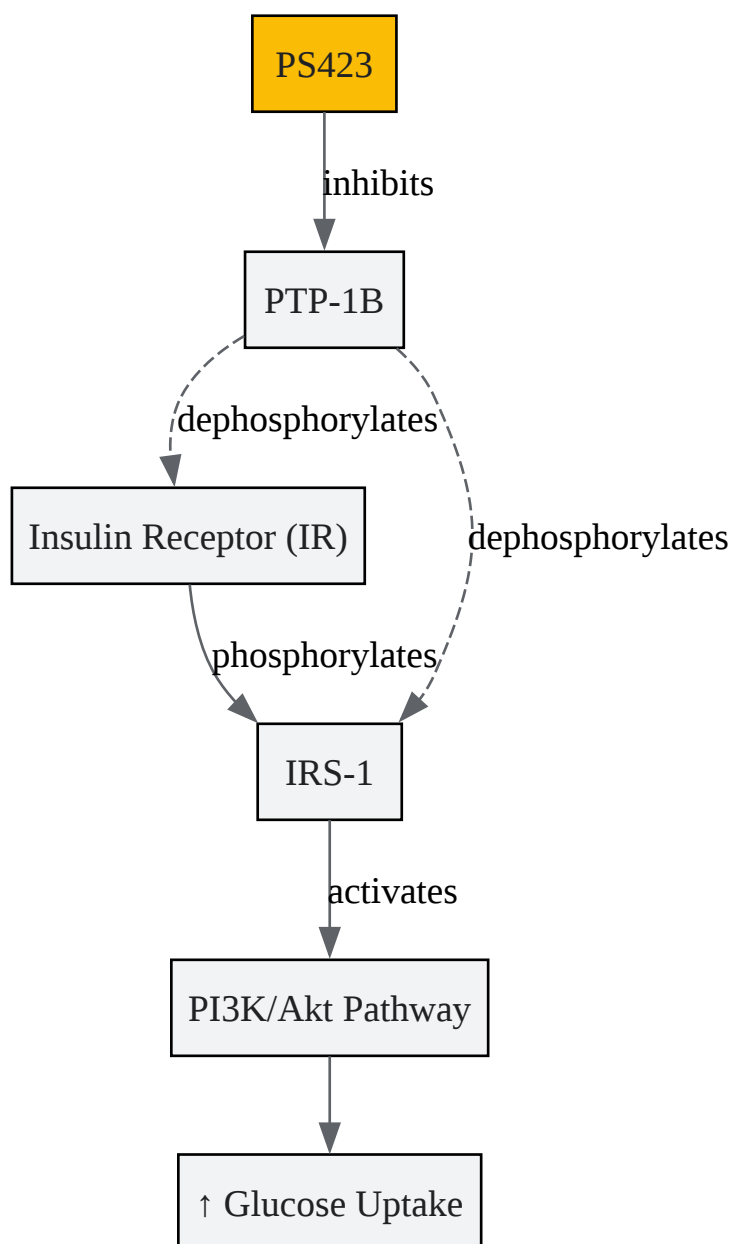 PS423
inhibits
PTP-1B
dephosphorylates
Insulin Receptor (IR)
dephosphorylates
phosphorylates
IRS-1
activates
PI3K/Akt Pathway
↑ Glucose Uptake